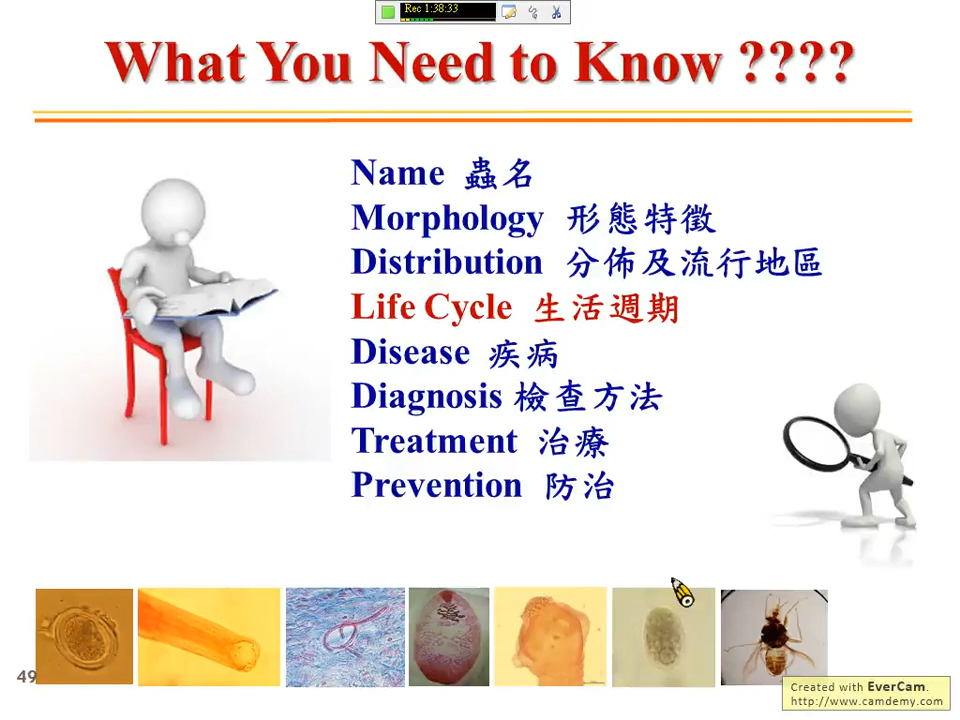 Rec 1:38:33
What You Need to Know ????
Name 蟲名
Morphology 形態特徵
Distribution 分佈及流行地區
Life Cycle 生活週期
Disease 疾病
Diagnosis 檢查方法
Treatment 治療
Prevention 防治
49
Created with EverCam.
http://www.camdemy.com